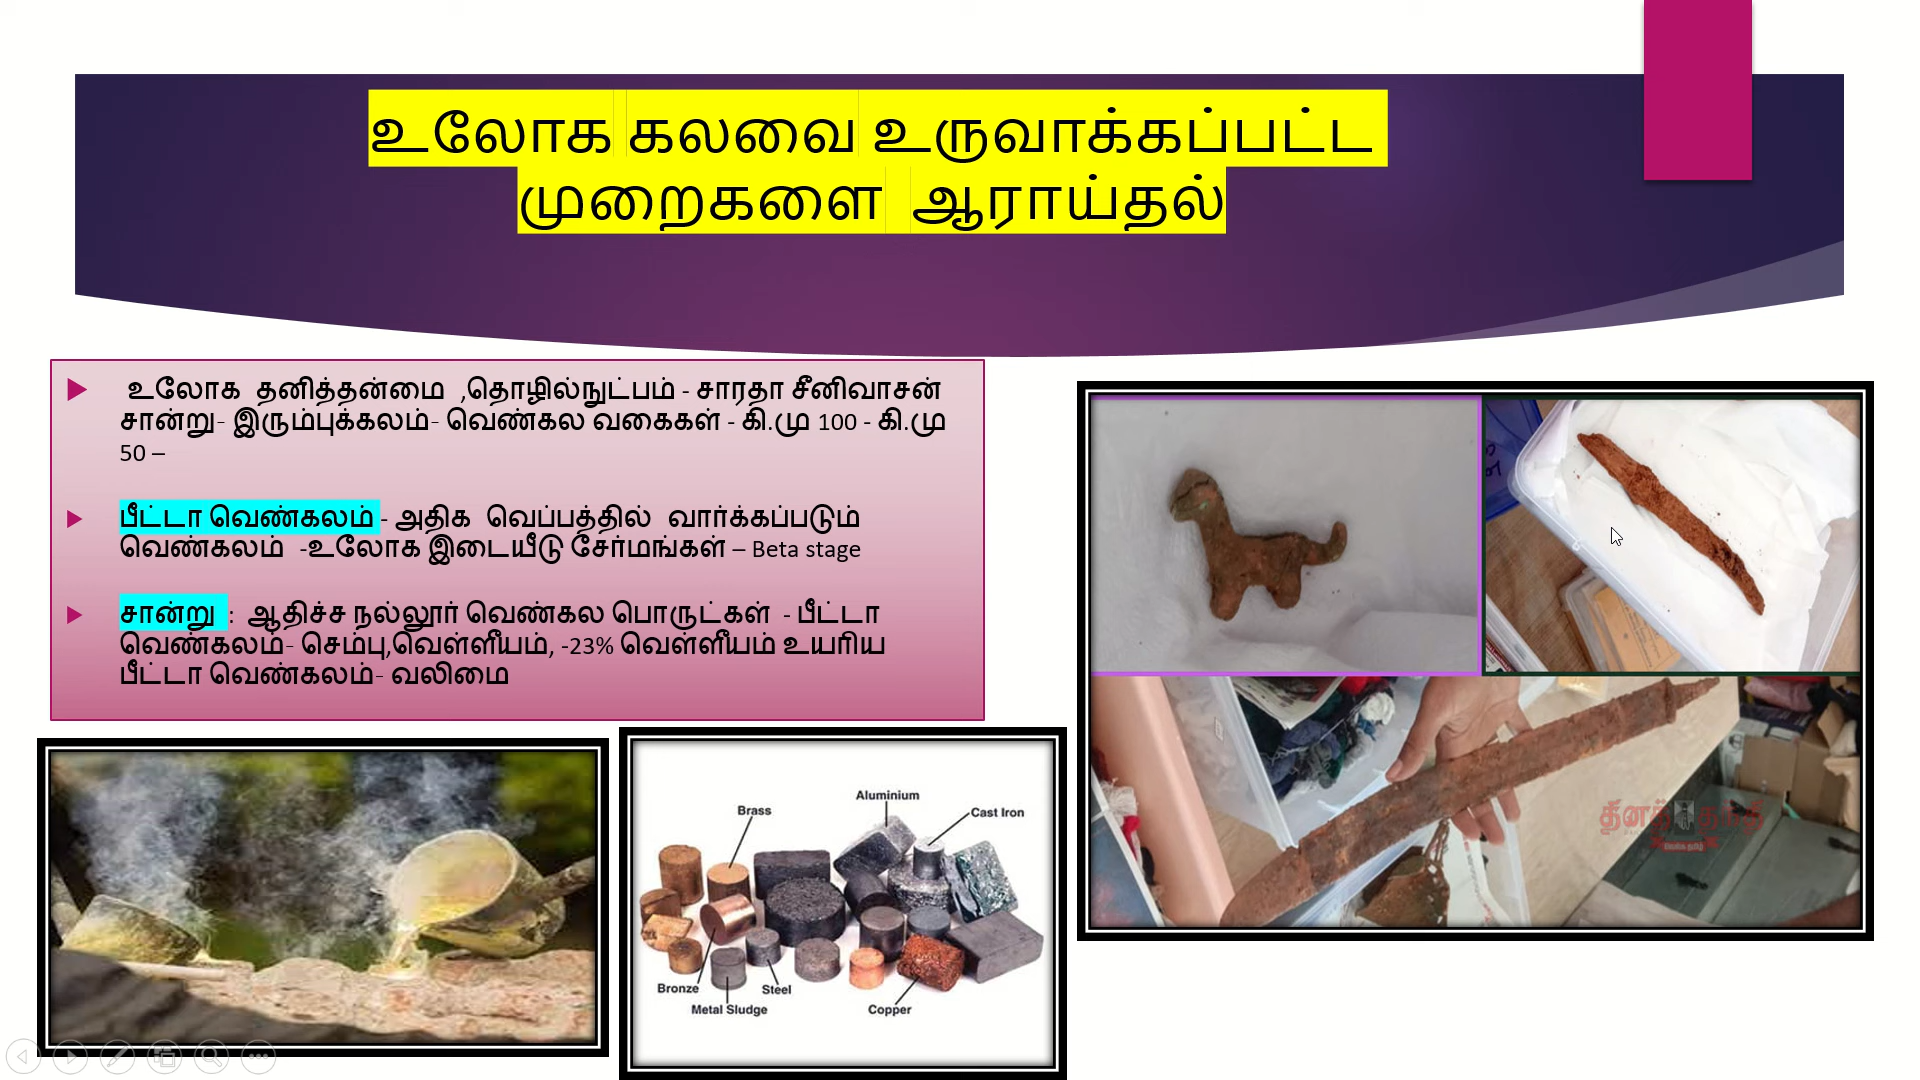 உலோக கலவை உருவாக்கப்பட்ட
முறைகளை ஆராய்தல்
உலோக தனித்தன்மை ,தொழில்நுட்பம் - சாரதா சீனிவாசன்
சான்று- இரும்புக்கலம்- வெண்கல வகைகள் - கி.மு 100 - கி.மு
50 –
பீட்டா வெண்கலம் - அதிக வெப்பத்தில் வார்க்கப்படும்
வெண்கலம் -உலோக இடையீடு சேர்மங்கள் – Beta stage
சான்று : ஆதிச்ச நல்லூர் வெண்கல பொருட்கள் - பீட்டா
வெண்கலம்- செம்பு,வெள்ளீயம், -23% வெள்ளீயம் உயரிய
பீட்டா வெண்கலம்- வலிமை
Aluminium
Brass
Cast Iron
Bronze
Steel
Metal Sludge
Copper
தினத் தந்தி